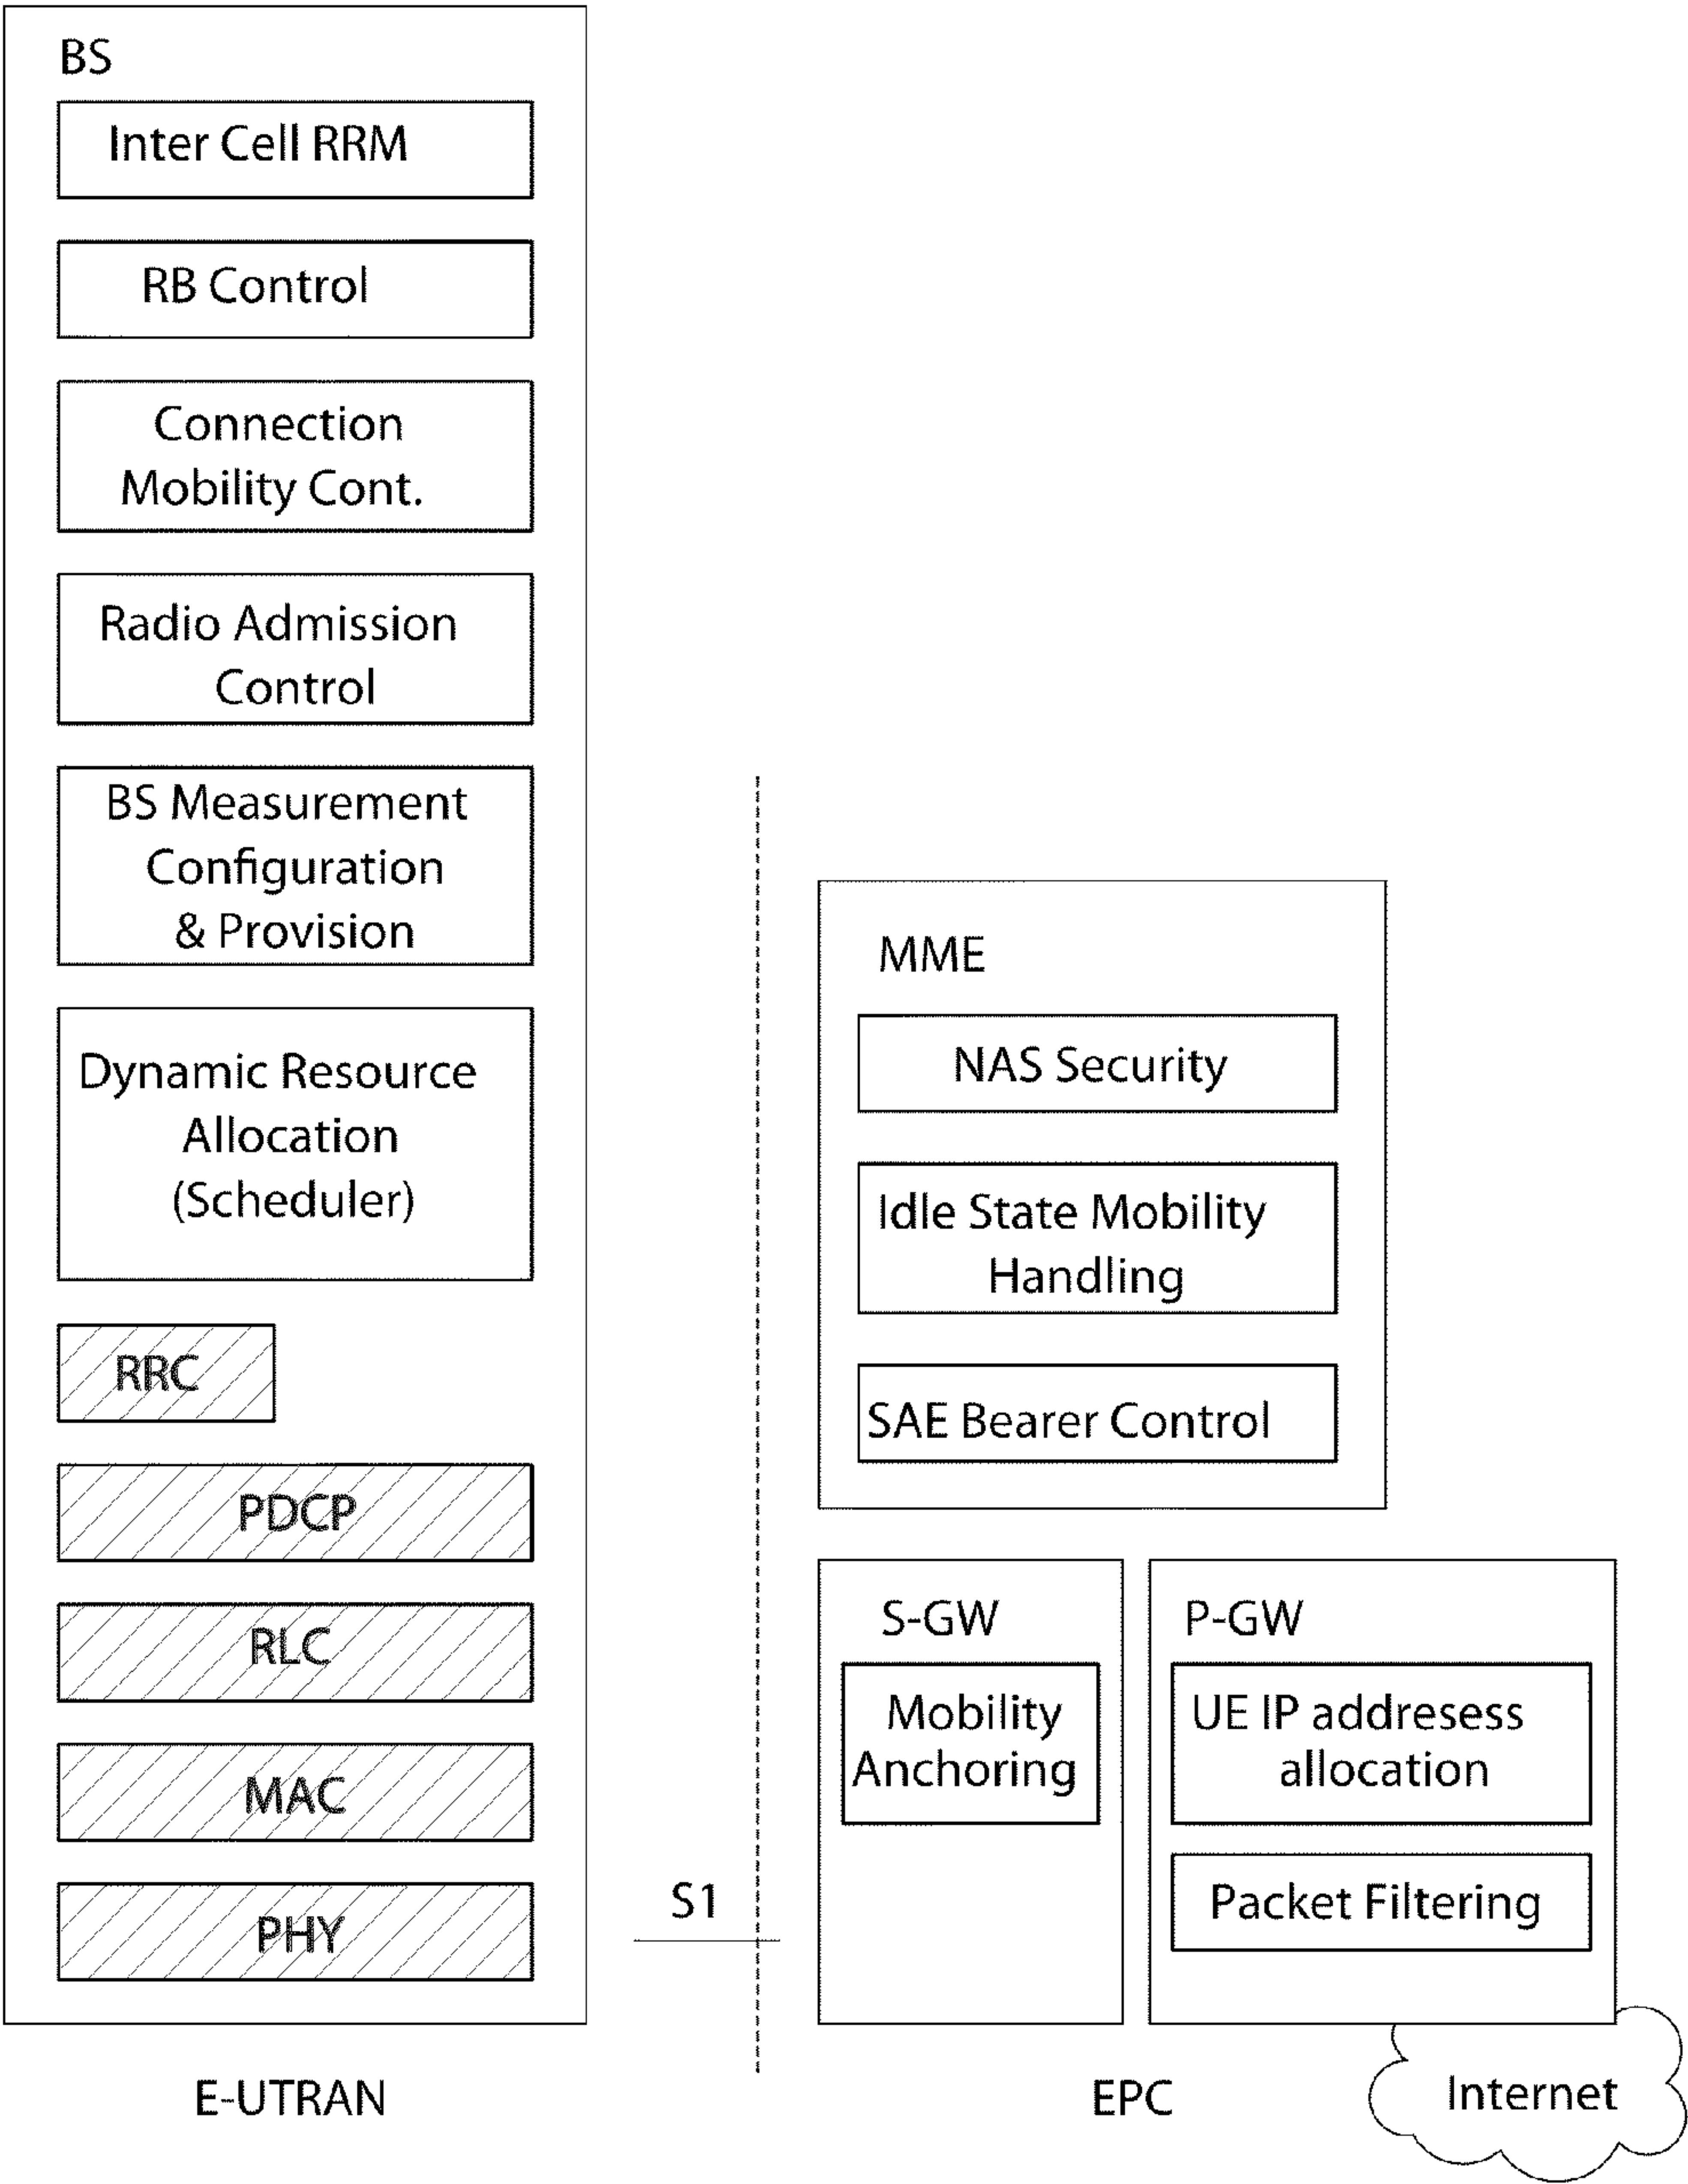 BS
Inter Cell RRM
RB Control
Connection
Mobility Cont.
Radio Admission
Control
BS Measurement
Configuration
& Provision
Dynamic Resource
Allocation
(Scheduler)
RRC
PDCP
RLC
MAC
PHY
E-UTRAN
S1
MME
NAS Security
Idle State Mobility
Handling
SAE Bearer Control
S-GW
Mobility
Anchoring
P-GW
UE IP addresess
allocation
Packet Filtering
EPC
Internet